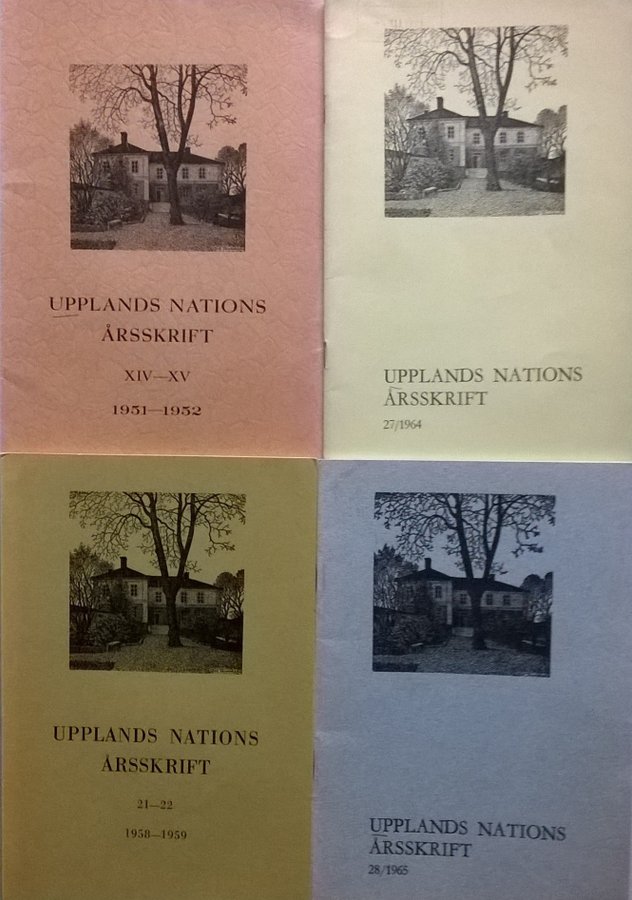 UPPLANDS NATIONS
ÅRSSKRIFT
XIV—XV
1951—1952
UPPLANDS NATIONS
ÅRSSKRIFT
27/1964
UPPLANDS NATIONS
ÅRSSKRIFT
21—22
1958—1959
UPPLANDS NATIONS
ÅRSSKRIFT
28/1965